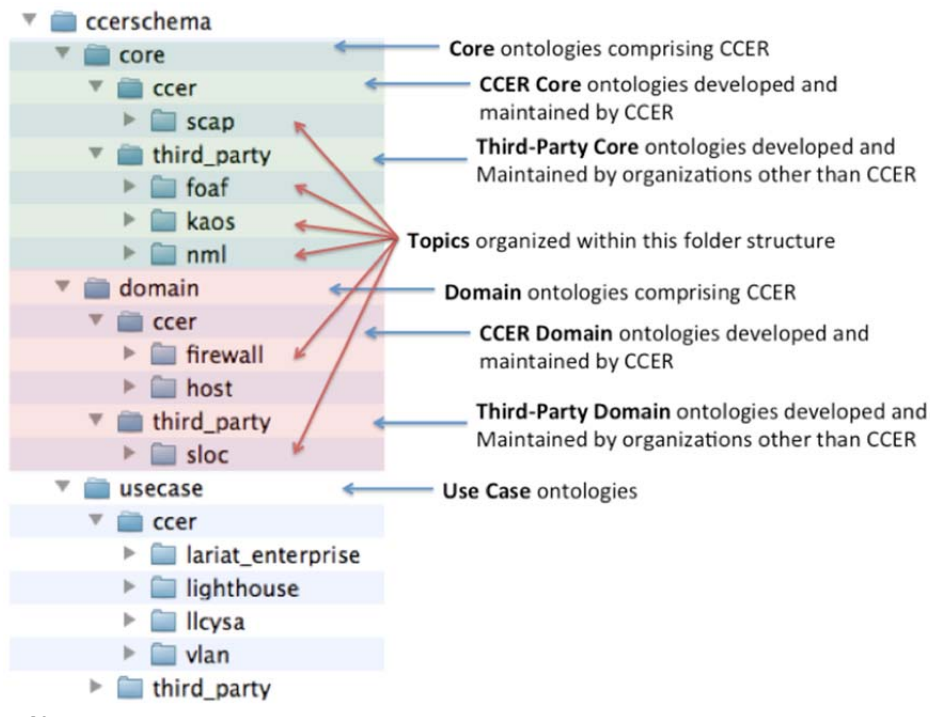 ccerschema
core
Core ontologies comprising CCER
ccer
CCER Core ontologies developed and
maintained by CCER
scap
third_party
Third-Party Core ontologies developed and
Maintained by organizations other than CCER
foaf
kaos
nml
Topics organized within this folder structure
domain
Domain ontologies comprising CCER
ccer
CCER Domain ontologies developed and
maintained by CCER
firewall
host
third_party
Third-Party Domain ontologies developed and
Maintained by organizations other than CCER
sloc
usecase
Use Case ontologies
ccer
lariat_enterprise
lighthouse
llcysa
vlan
third_party